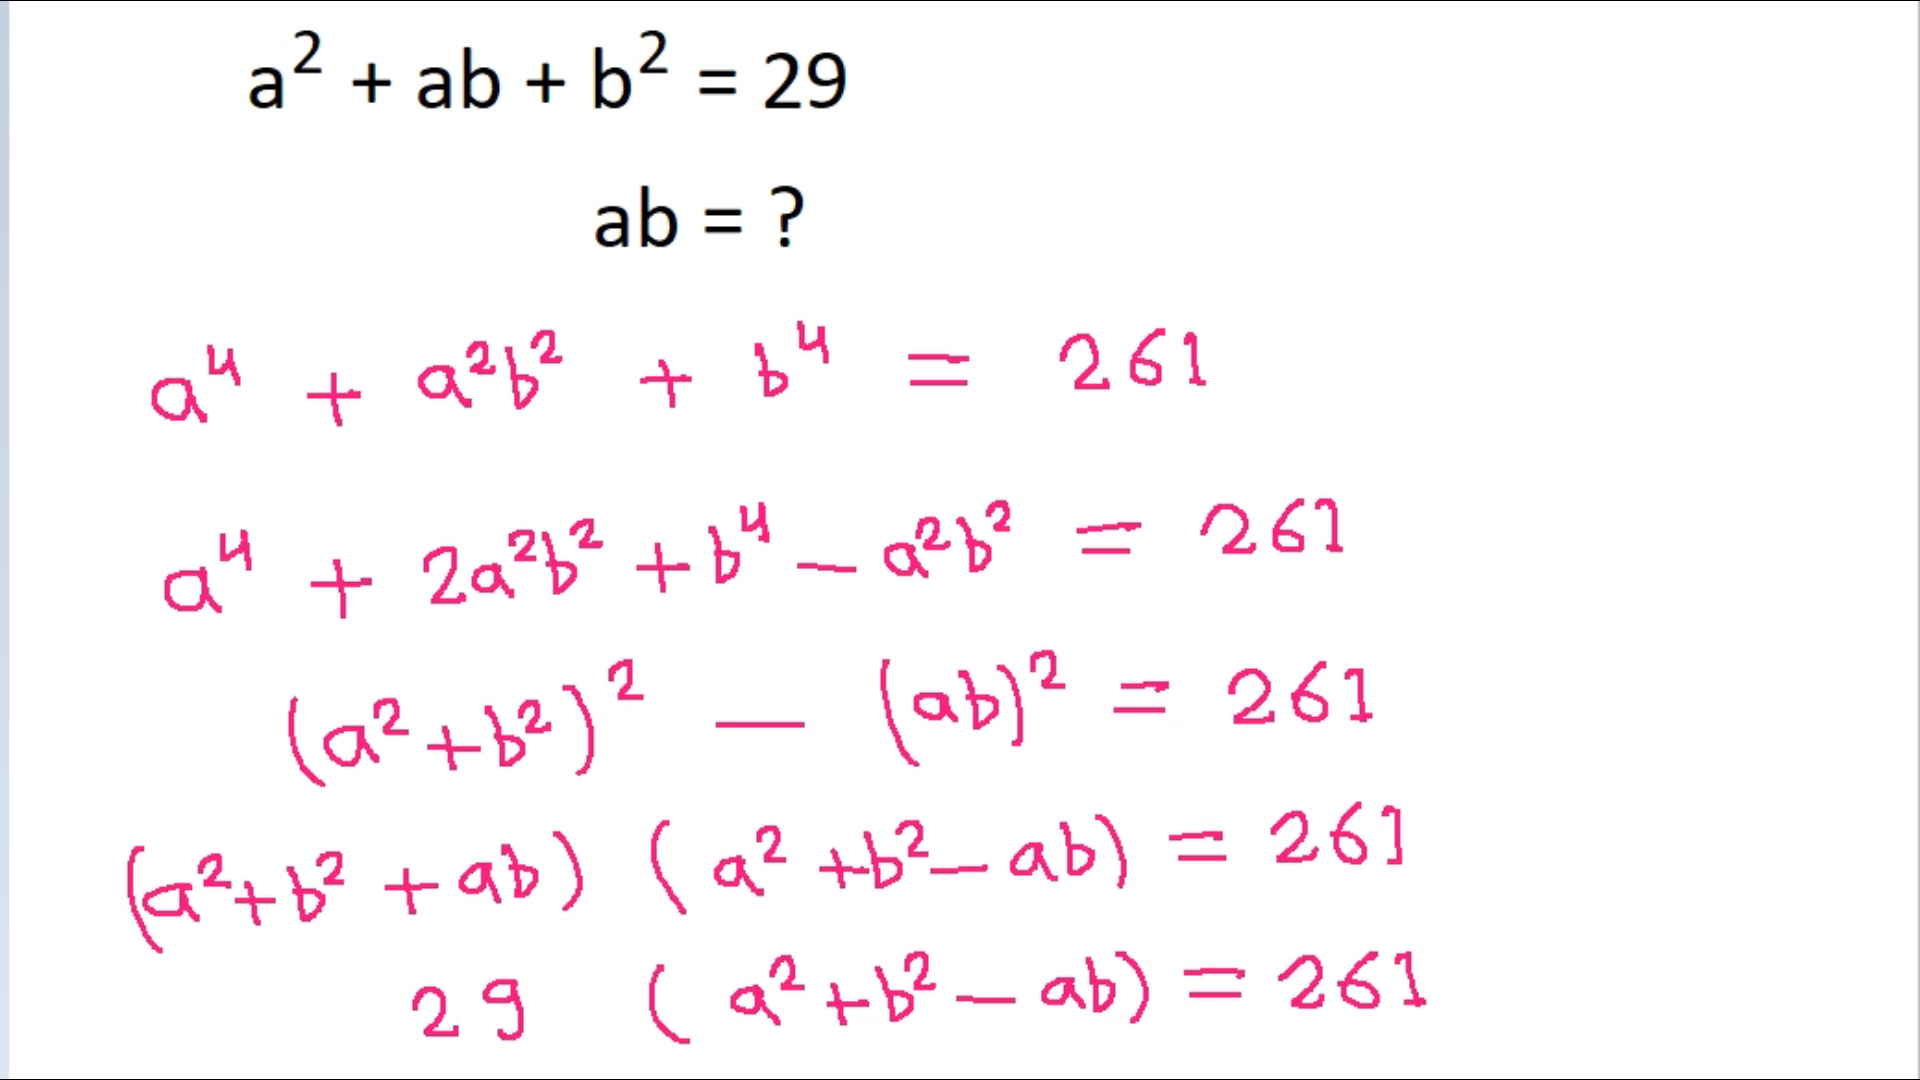 a² + ab + b² = 29
ab = ?
a⁴ + a²b² + b⁴ = 261
a⁴ + 2a²b² + b⁴ - a²b² = 261
(a²+b²)² - (ab)² = 261
(a²+b² + ab) (a² +b² - ab) = 261
29 (a² +b² - ab) = 261